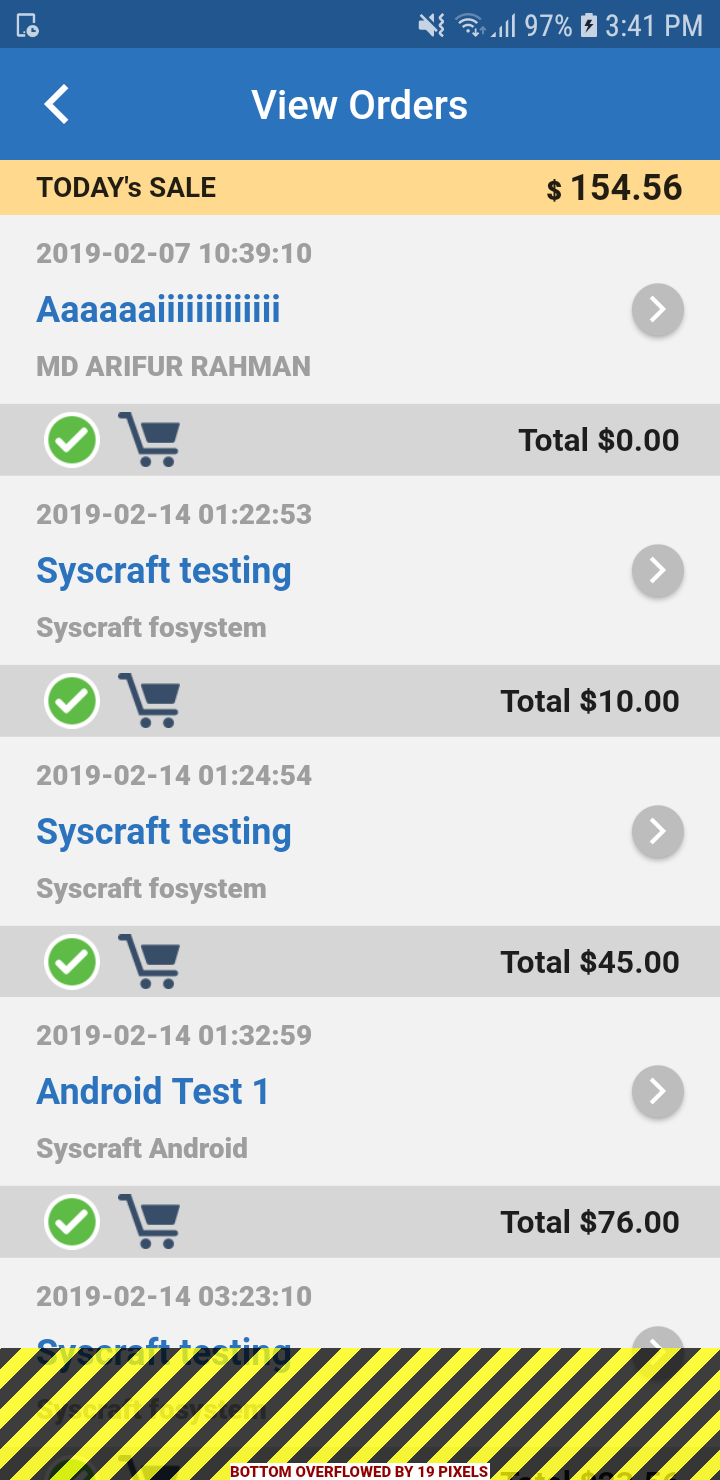 97% 3:41 PM
View Orders
TODAY's SALE $ 154.56
2019-02-07 10:39:10
Aaaaaaiiiiiiiiiiiii
MD ARIFUR RAHMAN
Total $0.00
2019-02-14 01:22:53
Syscraft testing
Syscraft fosystem
Total $10.00
2019-02-14 01:24:54
Syscraft testing
Syscraft fosystem
Total $45.00
2019-02-14 01:32:59
Android Test 1
Syscraft Android
Total $76.00
2019-02-14 03:23:10
Syscraft testing
Syscraft fosystem
BOTTOM OVERFLOWED BY 19 PIXELS